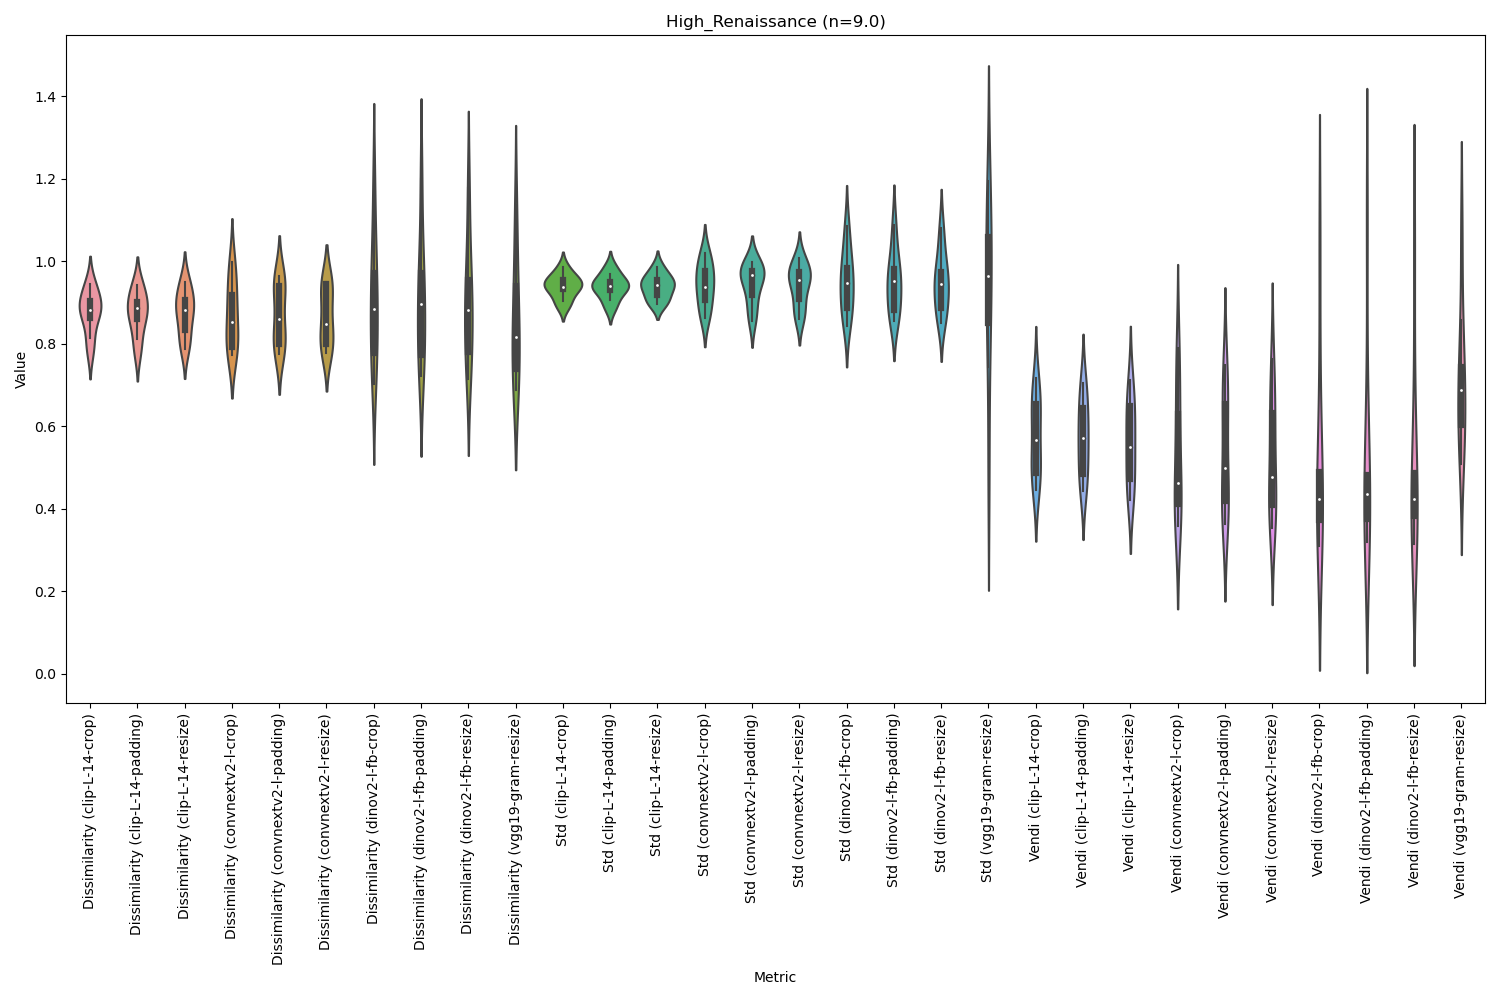 High_Renaissance (n=9.0)
Value
1.4
1.2
1.0
0.8
0.6
0.4
0.2
0.0
Dissimilarity (clip-L-14-crop)
Dissimilarity (clip-L-14-padding)
Dissimilarity (clip-L-14-resize)
Dissimilarity (convnextv2-l-crop)
Dissimilarity (convnextv2-l-padding)
Dissimilarity (convnextv2-l-resize)
Dissimilarity (dinov2-l-fb-crop)
Dissimilarity (dinov2-l-fb-padding)
Dissimilarity (dinov2-l-fb-resize)
Dissimilarity (vgg19-gram-resize)
Std (clip-L-14-crop)
Std (clip-L-14-padding)
Std (clip-L-14-resize)
Std (convnextv2-l-crop)
Std (convnextv2-l-padding)
Std (convnextv2-l-resize)
Std (dinov2-l-fb-crop)
Std (dinov2-l-fb-padding)
Std (dinov2-l-fb-resize)
Std (vgg19-gram-resize)
Vendi (clip-L-14-crop)
Vendi (clip-L-14-padding)
Vendi (clip-L-14-resize)
Vendi (convnextv2-l-crop)
Vendi (convnextv2-l-padding)
Vendi (convnextv2-l-resize)
Vendi (dinov2-l-fb-crop)
Vendi (dinov2-l-fb-padding)
Vendi (dinov2-l-fb-resize)
Vendi (vgg19-gram-resize)
Metric